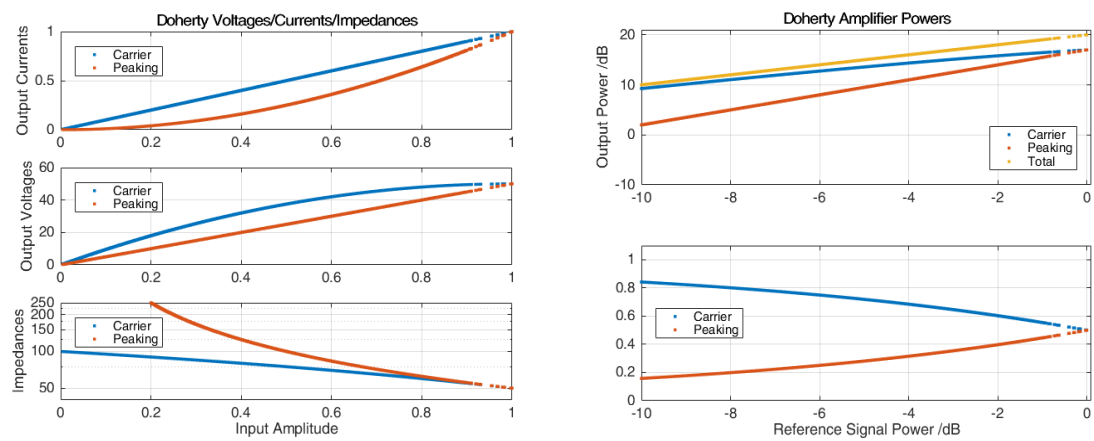 Doherty Voltages/Currents/Impedances
Output Currents
1
0.5
0
Carrier
Peaking
0 0.2 0.4 0.6 0.8 1
Output Voltages
60
40
20
0
Carrier
Peaking
0 0.2 0.4 0.6 0.8 1
Impedances
250
200
150
100
50
Carrier
Peaking
0 0.2 0.4 0.6 0.8 1
Input Amplitude
Doherty Amplifier Powers
Output Power /dB
20
10
0
-10
Carrier
Peaking
Total
-10 -8 -6 -4 -2 0
1
0.8
0.6
0.4
0.2
0
Carrier
Peaking
-10 -8 -6 -4 -2 0
Reference Signal Power /dB